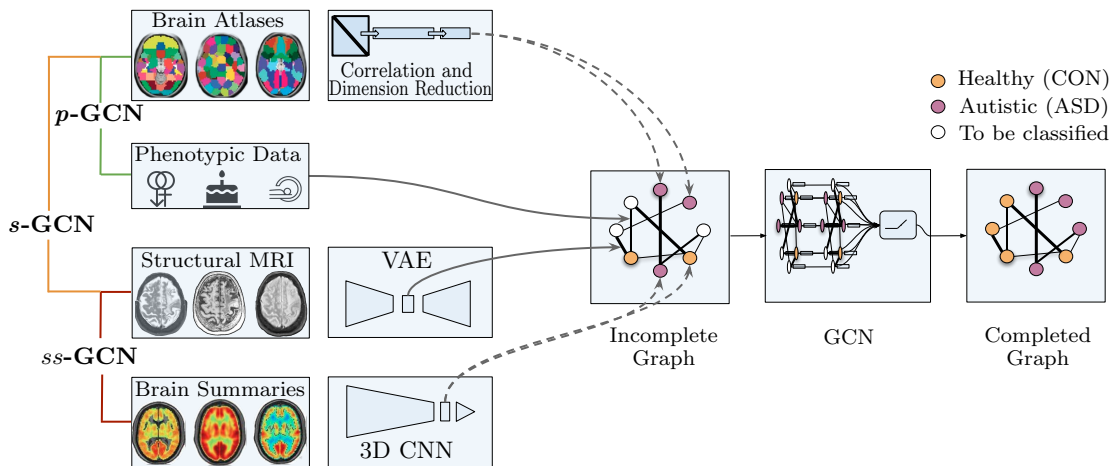 Brain Atlases
Correlation and
Dimension Reduction
Healthy (CON)
Autistic (ASD)
To be classified
p-GCN
Phenotypic Data
s-GCN
Structural MRI
VAE
Incomplete
Graph
GCN
Completed
Graph
ss-GCN
Brain Summaries
3D CNN